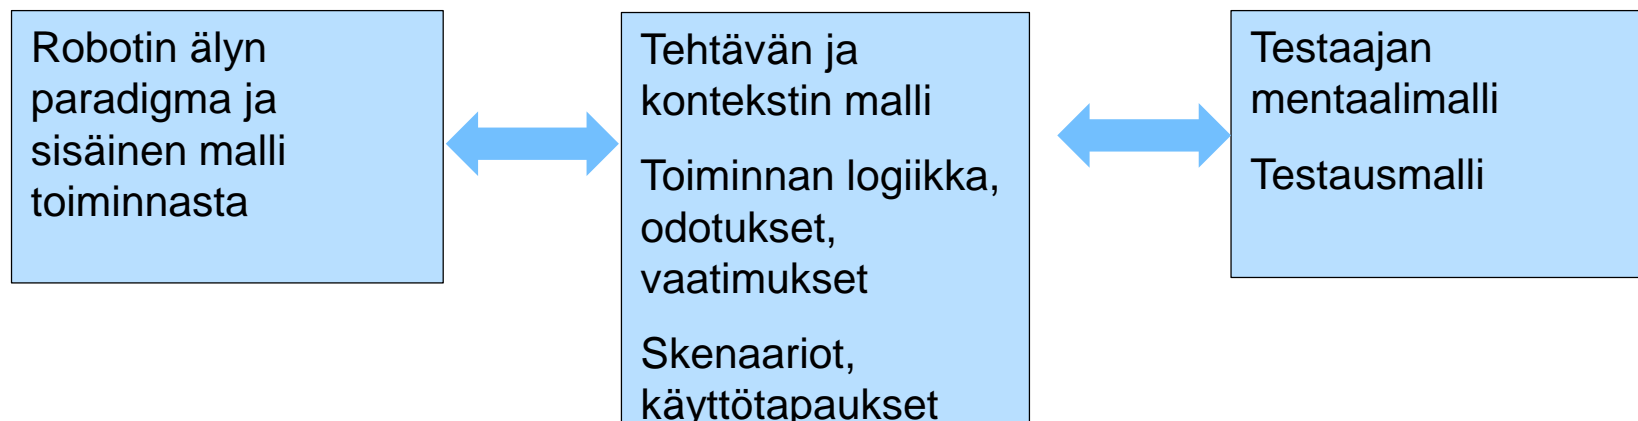 Robotin älyn
paradigma ja
sisäinen malli
toiminnasta
Tehtävän ja
kontekstin malli
Toiminnan logiikka,
odotukset,
vaatimukset
Skenaariot,
käyttötapaukset
Testaajan
mentaalimalli
Testausmalli